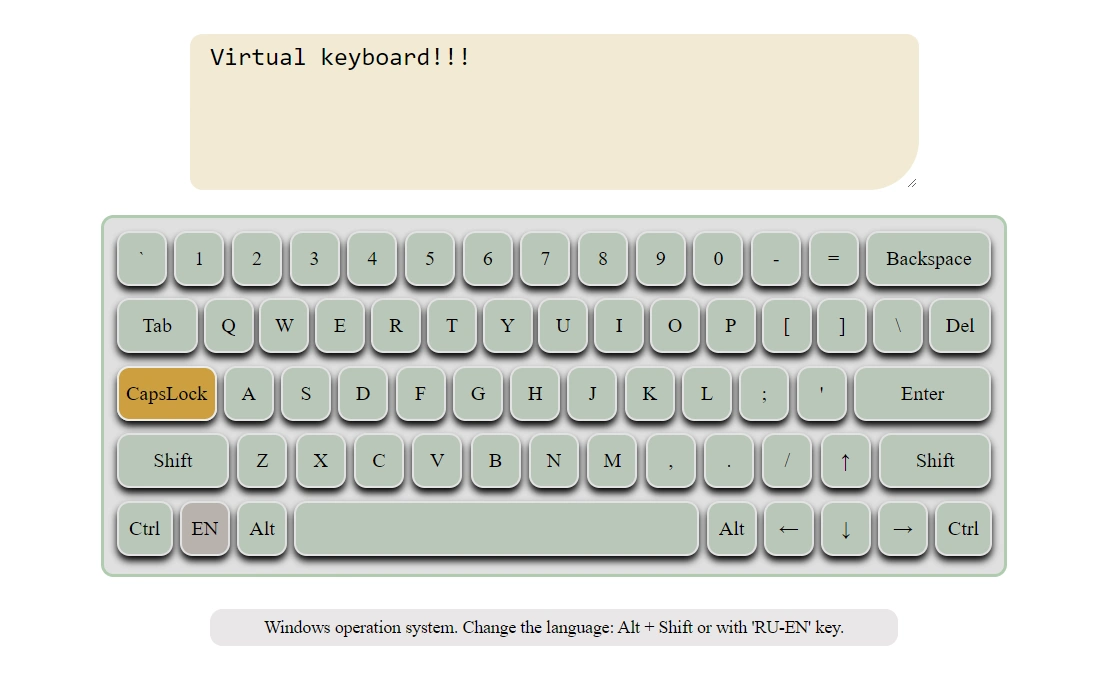 Virtual keyboard!!!
` 1 2 3 4 5 6 7 8 9 0 - = Backspace
Tab Q W E R T Y U I O P [ ] \ Del
CapsLock A S D F G H J K L ; ' Enter
Shift Z X C V B N M , . / ↑ Shift
Ctrl EN Alt Alt ← ↓ → Ctrl
Windows operation system. Change the language: Alt + Shift or with 'RU-EN' key.